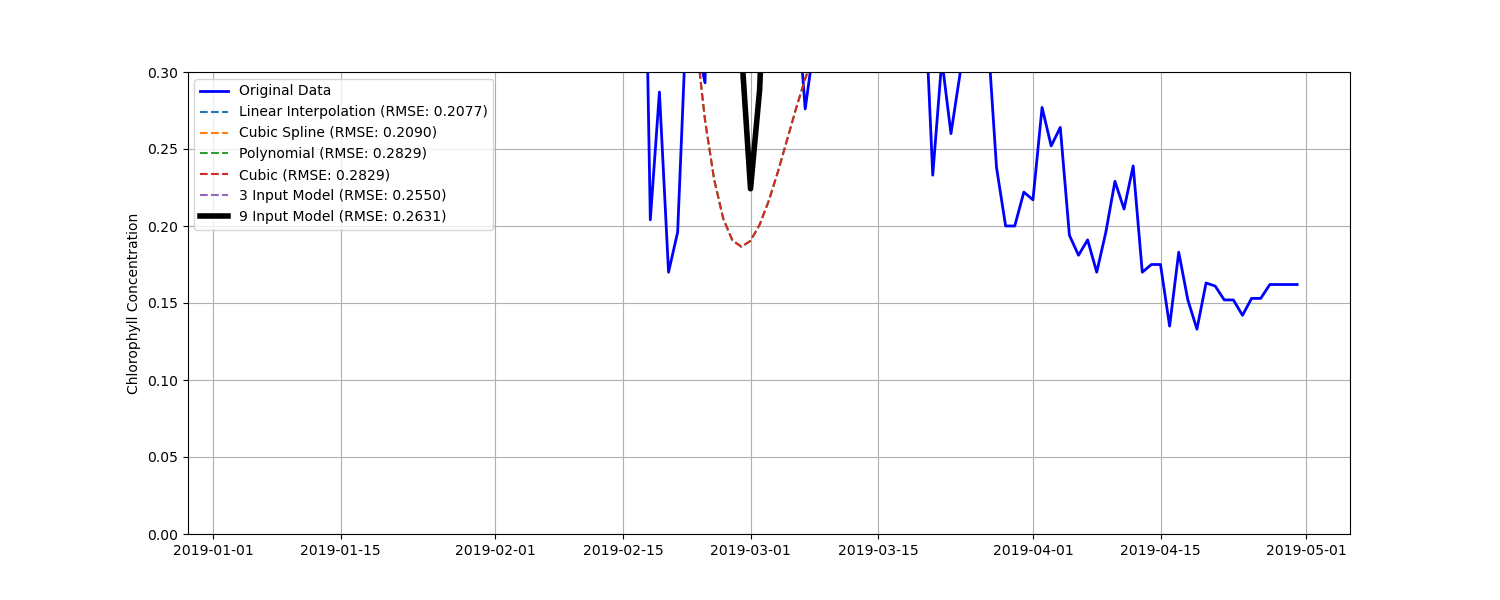 0.30
0.25
0.20
0.15
0.10
0.05
0.00
Chlorophyll Concentration
Original Data
Linear Interpolation (RMSE: 0.2077)
Cubic Spline (RMSE: 0.2090)
Polynomial (RMSE: 0.2829)
Cubic (RMSE: 0.2829)
3 Input Model (RMSE: 0.2550)
9 Input Model (RMSE: 0.2631)
2019-01-01 2019-01-15 2019-02-01 2019-02-15 2019-03-01 2019-03-15 2019-04-01 2019-04-15 2019-05-01